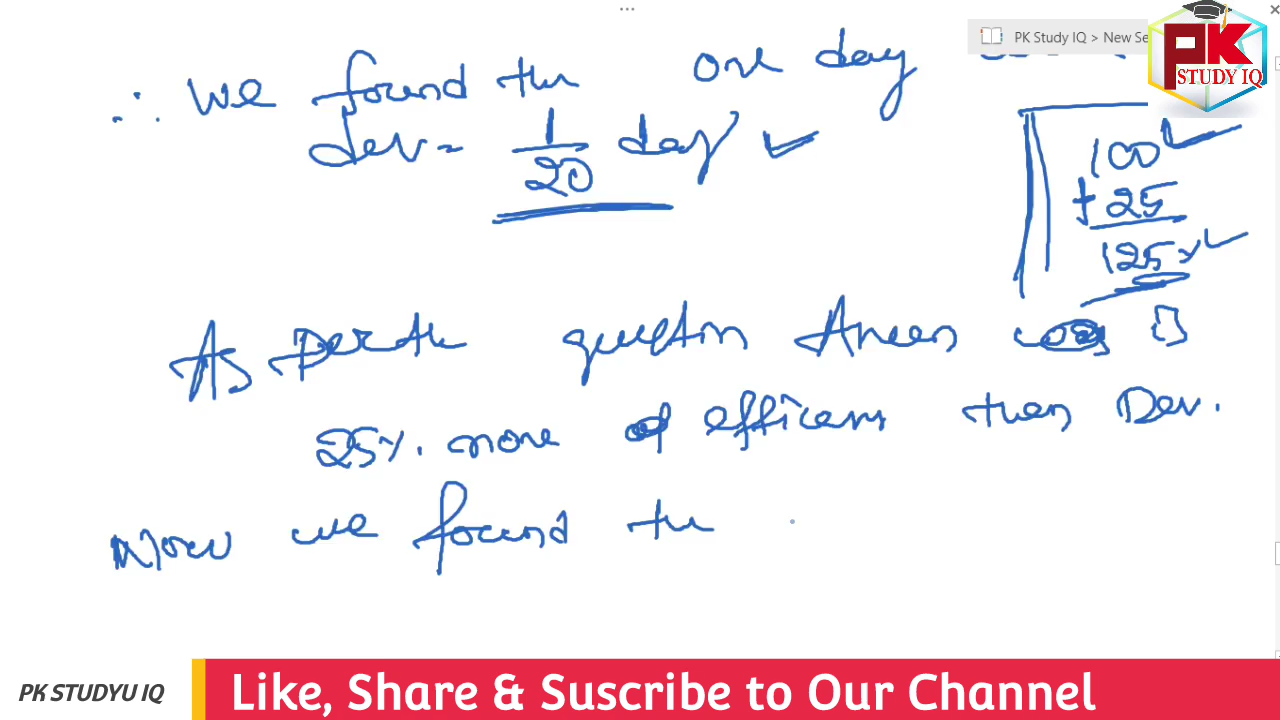 PK Study IQ > New Se
PK
STUDY IQ
∴ We found the one day
dev = 1/20 day ✓
100 ✓
+ 25
125% ✓
As per the question Aneen is
25%. more efficient then Dev.
Now we found the
PK STUDYU IQ
Like, Share & Suscribe to Our Channel